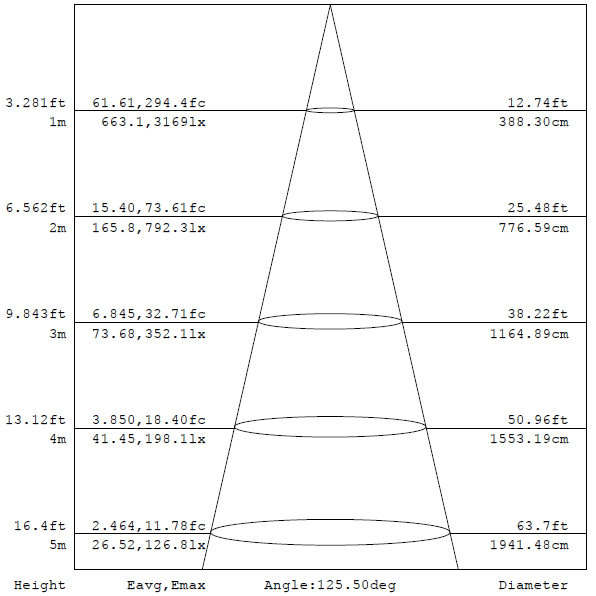 3.281ft 61.61,294.4fc 12.74ft
1m 663.1,3169lx 388.30cm
6.562ft 15.40,73.61fc 25.48ft
2m 165.8,792.3lx 776.59cm
9.843ft 6.845,32.71fc 38.22ft
3m 73.68,352.1lx 1164.89cm
13.12ft 3.850,18.40fc 50.96ft
4m 41.45,198.1lx 1553.19cm
16.4ft 2.464,11.78fc 63.7ft
5m 26.52,126.8lx 1941.48cm
Height Eavg,Emax Angle:125.50deg Diameter